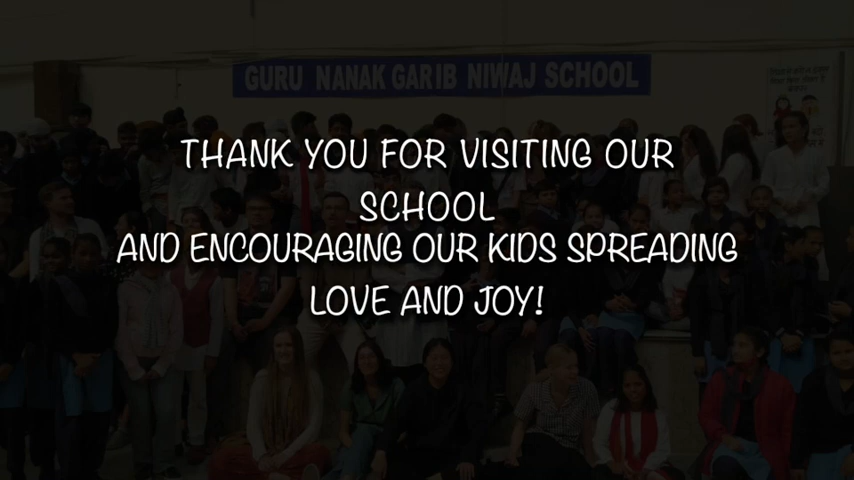 GURU NANAK GARIB NIWAJ SCHOOL
THANK YOU FOR VISITING OUR
SCHOOL
AND ENCOURAGING OUR KIDS SPREADING
LOVE AND JOY!